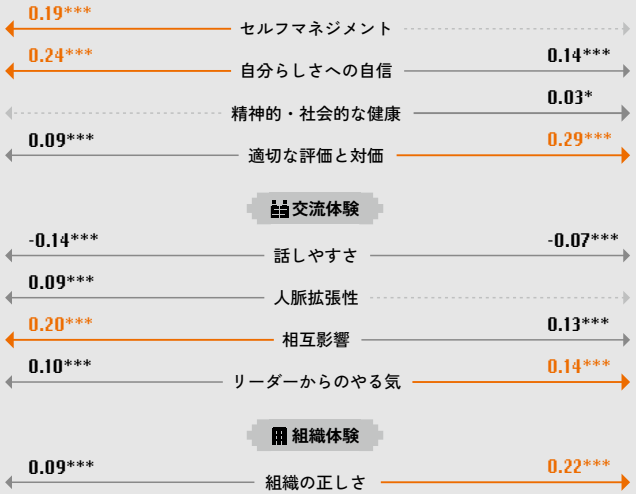 0.19***
セルフマネジメント
0.24***
自分らしさへの自信
0.14***
精神的・社会的な健康
0.03*
0.09***
適切な評価と対価
0.29***
交流体験
-0.14***
話しやすさ
-0.07***
0.09***
人脈拡張性
0.20***
相互影響
0.13***
0.10***
リーダーからのやる気
0.14***
組織体験
0.09***
組織の正しさ
0.22***